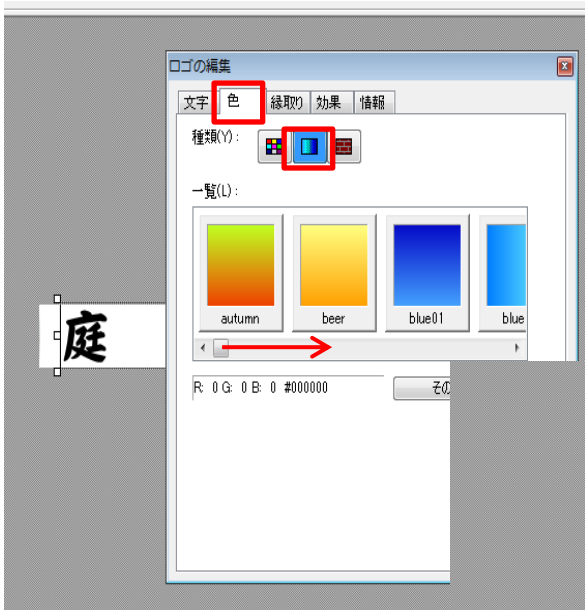 ロゴの編集
文字 色 縁取り 効果 情報
種類(Y):
一覧(L):
autumn beer blue01 blue
庭
R: 0 G: 0 B: 0 #000000 その